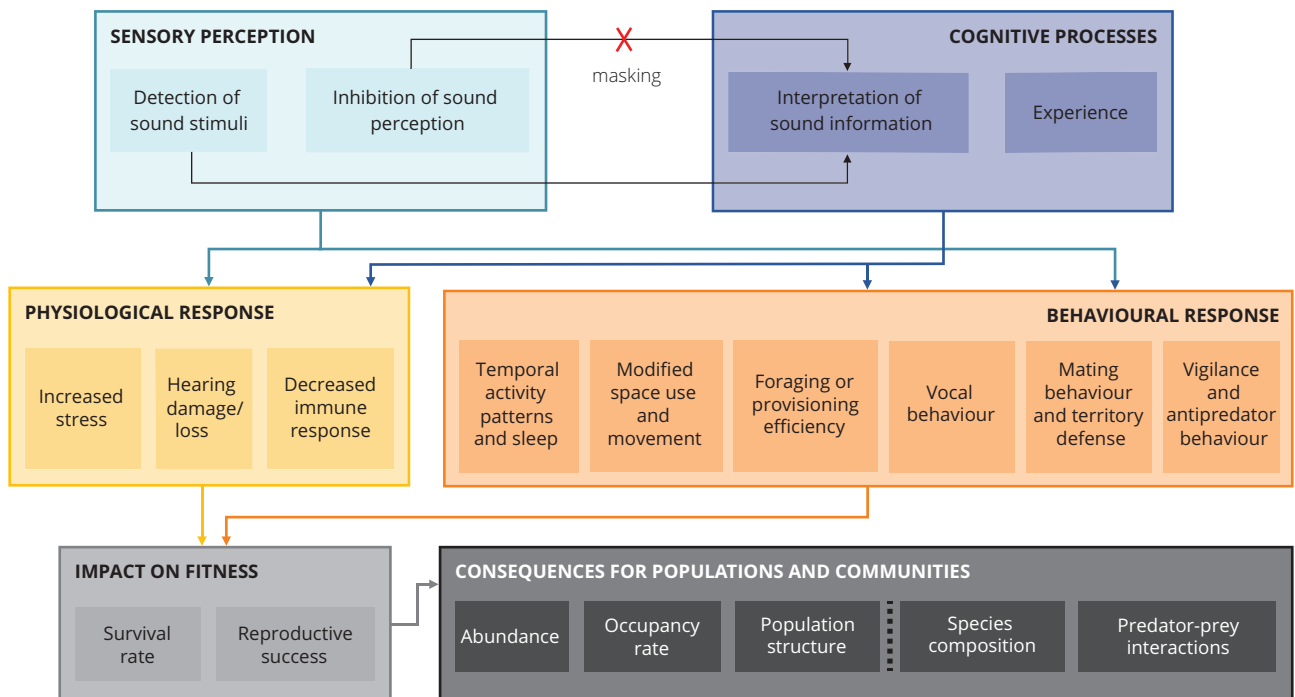 SENSORY PERCEPTION
Detection of
sound stimuli
Inhibition of sound
perception
masking
COGNITIVE PROCESSES
Interpretation of
sound information
Experience
PHYSIOLOGICAL RESPONSE
Increased
stress
Hearing
damage/
loss
Decreased
immune
response
BEHAVIOURAL RESPONSE
Temporal
activity
patterns
and sleep
Modified
space use
and
movement
Foraging or
provisioning
efficiency
Vocal
behaviour
Mating
behaviour
and territory
defense
Vigilance
and
antipredator
behaviour
IMPACT ON FITNESS
Survival
rate
Reproductive
success
CONSEQUENCES FOR POPULATIONS AND COMMUNITIES
Abundance
Occupancy
rate
Population
structure
Species
composition
Predator-prey
interactions